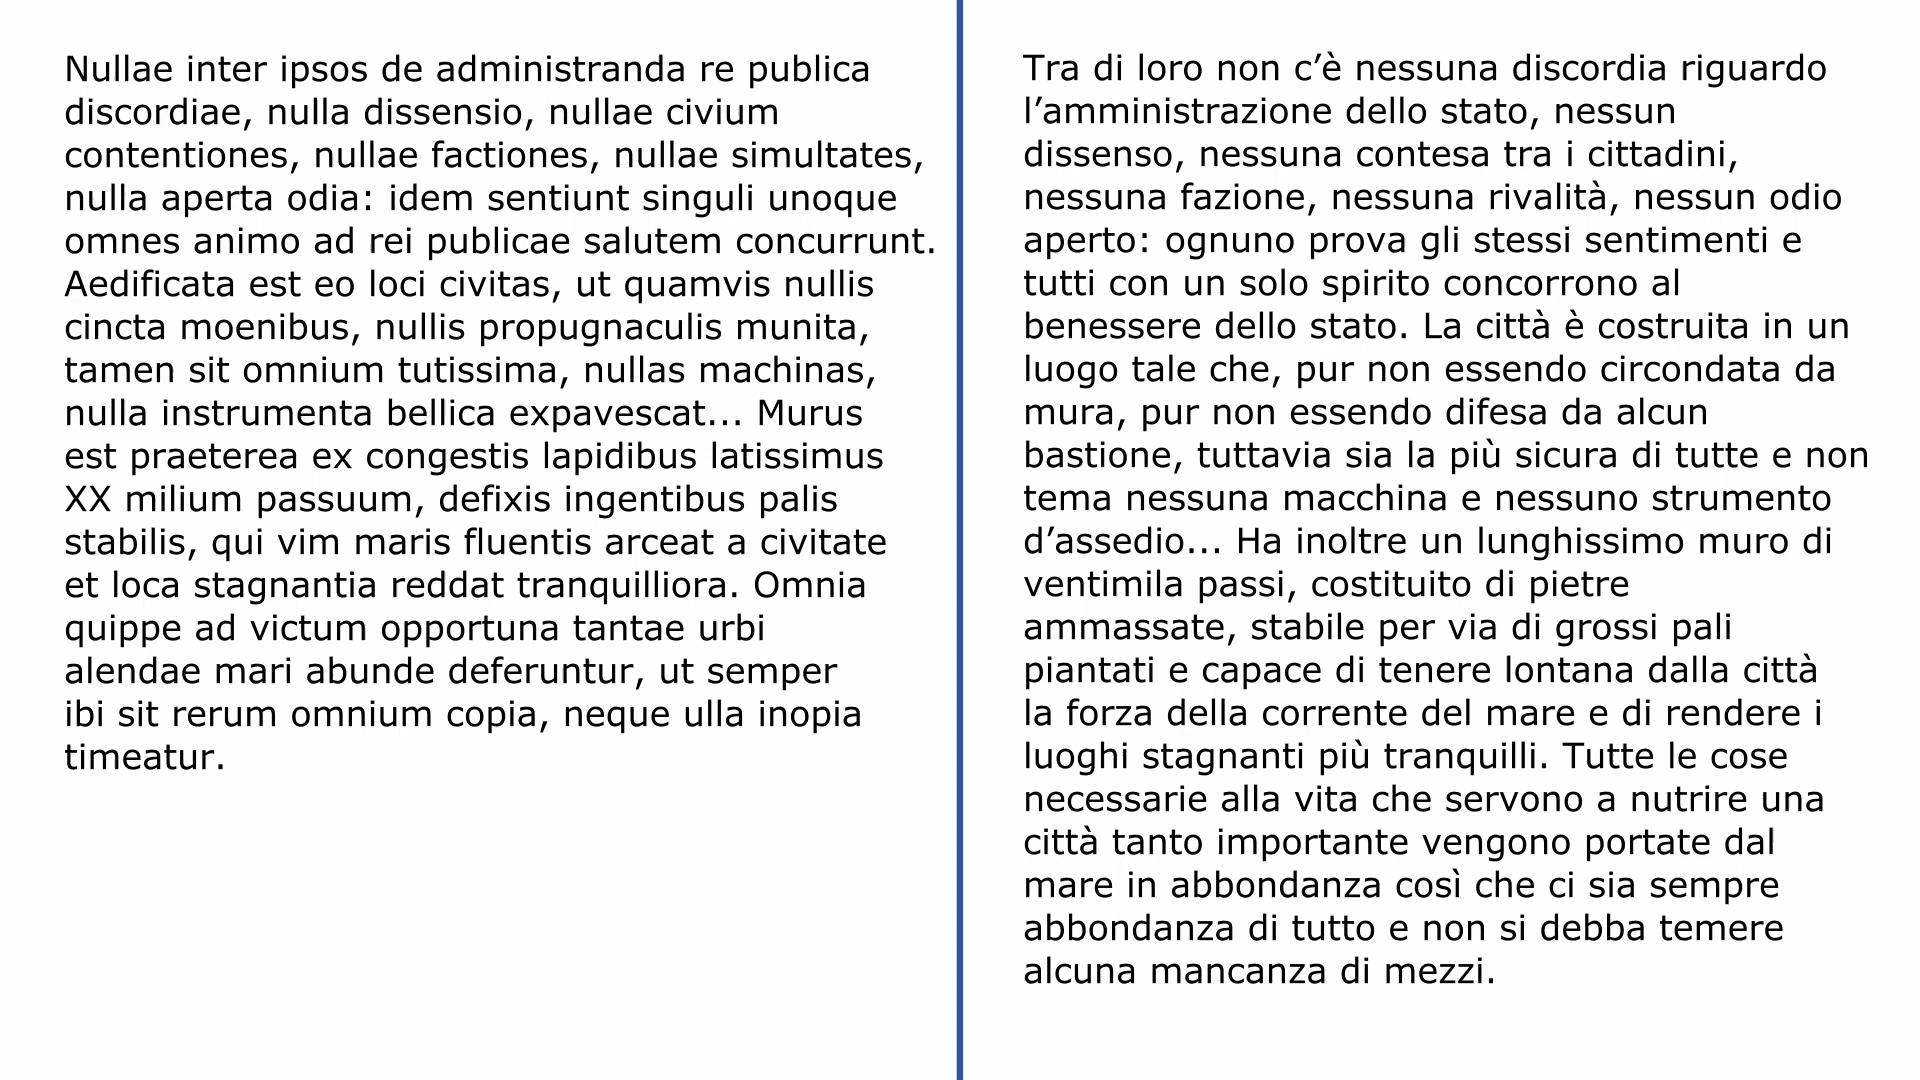 Nullae inter ipsos de administranda re publica
discordiae, nulla dissensio, nullae civium
contentiones, nullae factiones, nullae simultates,
nulla aperta odia: idem sentiunt singuli unoque
omnes animo ad rei publicae salutem concurrunt.
Aedificata est eo loci civitas, ut quamvis nullis
cincta moenibus, nullis propugnaculis munita,
tamen sit omnium tutissima, nullas machinas,
nulla instrumenta bellica expavescat... Murus
est praeterea ex congestis lapidibus latissimus
XX milium passuum, defixis ingentibus palis
stabilis, qui vim maris fluentis arceat a civitate
et loca stagnantia reddat tranquilliora. Omnia
quippe ad victum opportuna tantae urbi
alendae mari abunde deferuntur, ut semper
ibi sit rerum omnium copia, neque ulla inopia
timeatur.
Tra di loro non c’è nessuna discordia riguardo
l’amministrazione dello stato, nessun
dissenso, nessuna contesa tra i cittadini,
nessuna fazione, nessuna rivalità, nessun odio
aperto: ognuno prova gli stessi sentimenti e
tutti con un solo spirito concorrono al
benessere dello stato. La città è costruita in un
luogo tale che, pur non essendo circondata da
mura, pur non essendo difesa da alcun
bastione, tuttavia sia la più sicura di tutte e non
tema nessuna macchina e nessuno strumento
d’assedio... Ha inoltre un lunghissimo muro di
ventimila passi, costituito di pietre
ammassate, stabile per via di grossi pali
piantati e capace di tenere lontana dalla città
la forza della corrente del mare e di rendere i
luoghi stagnanti più tranquilli. Tutte le cose
necessarie alla vita che servono a nutrire una
città tanto importante vengono portate dal
mare in abbondanza così che ci sia sempre
abbondanza di tutto e non si debba temere
alcuna mancanza di mezzi.